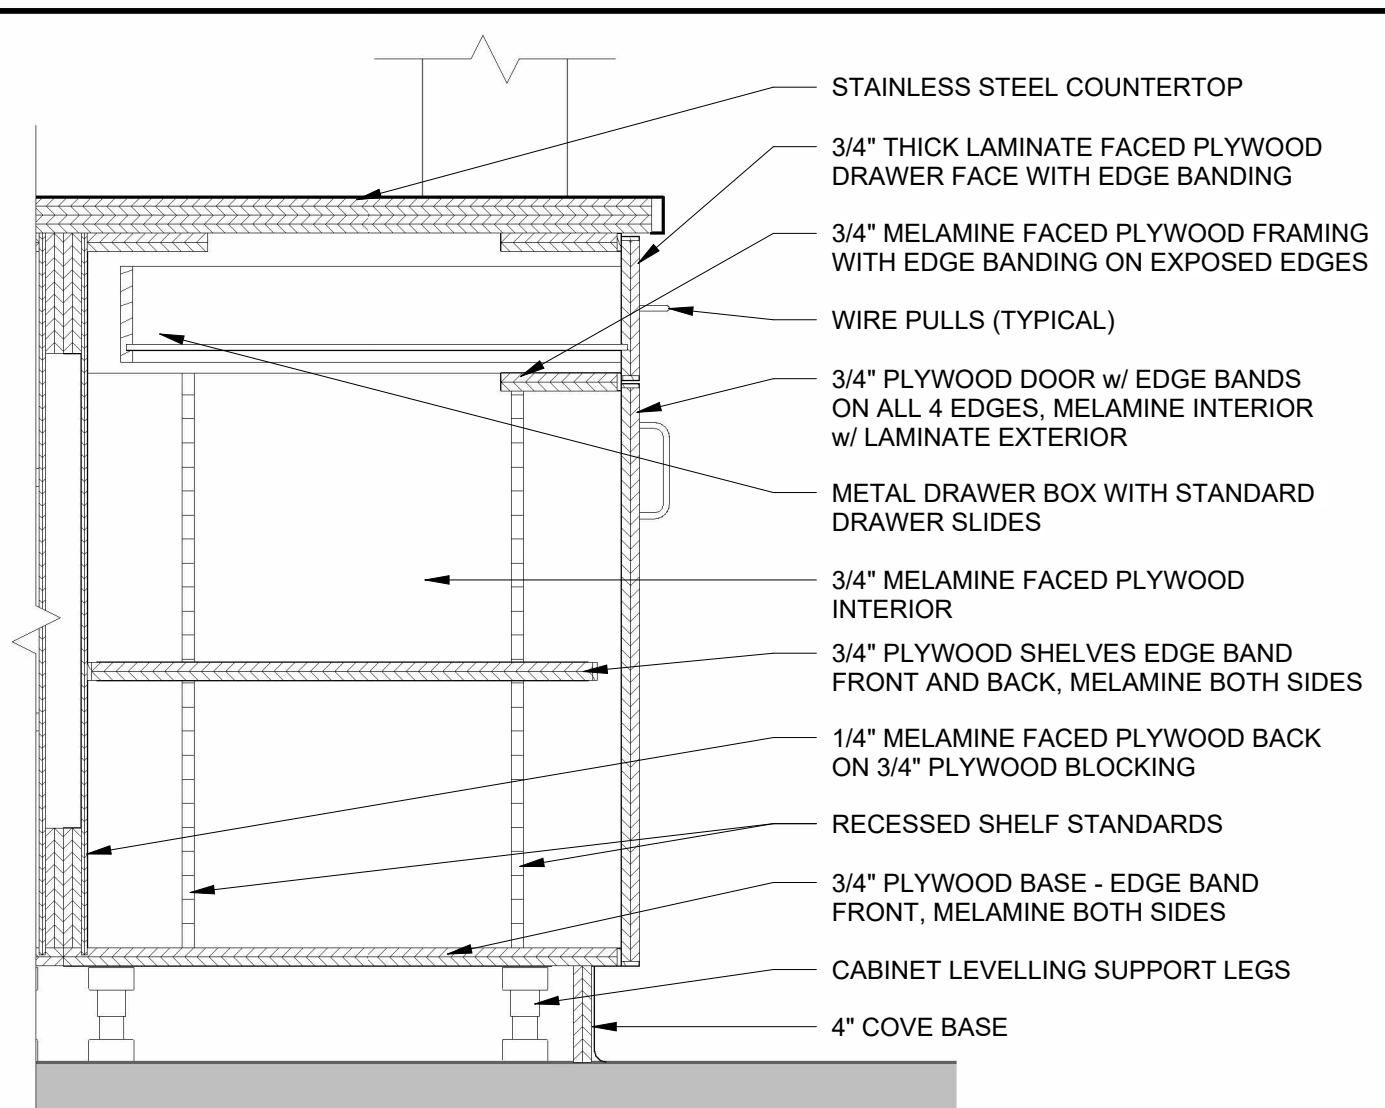 STAINLESS STEEL COUNTERTOP
3/4" THICK LAMINATE FACED PLYWOOD
DRAWER FACE WITH EDGE BANDING
3/4" MELAMINE FACED PLYWOOD FRAMING
WITH EDGE BANDING ON EXPOSED EDGES
WIRE PULLS (TYPICAL)
3/4" PLYWOOD DOOR w/ EDGE BANDS
ON ALL 4 EDGES, MELAMINE INTERIOR
w/ LAMINATE EXTERIOR
METAL DRAWER BOX WITH STANDARD
DRAWER SLIDES
3/4" MELAMINE FACED PLYWOOD
INTERIOR
3/4" PLYWOOD SHELVES EDGE BAND
FRONT AND BACK, MELAMINE BOTH SIDES
1/4" MELAMINE FACED PLYWOOD BACK
ON 3/4" PLYWOOD BLOCKING
RECESSED SHELF STANDARDS
3/4" PLYWOOD BASE - EDGE BAND
FRONT, MELAMINE BOTH SIDES
CABINET LEVELLING SUPPORT LEGS
4" COVE BASE